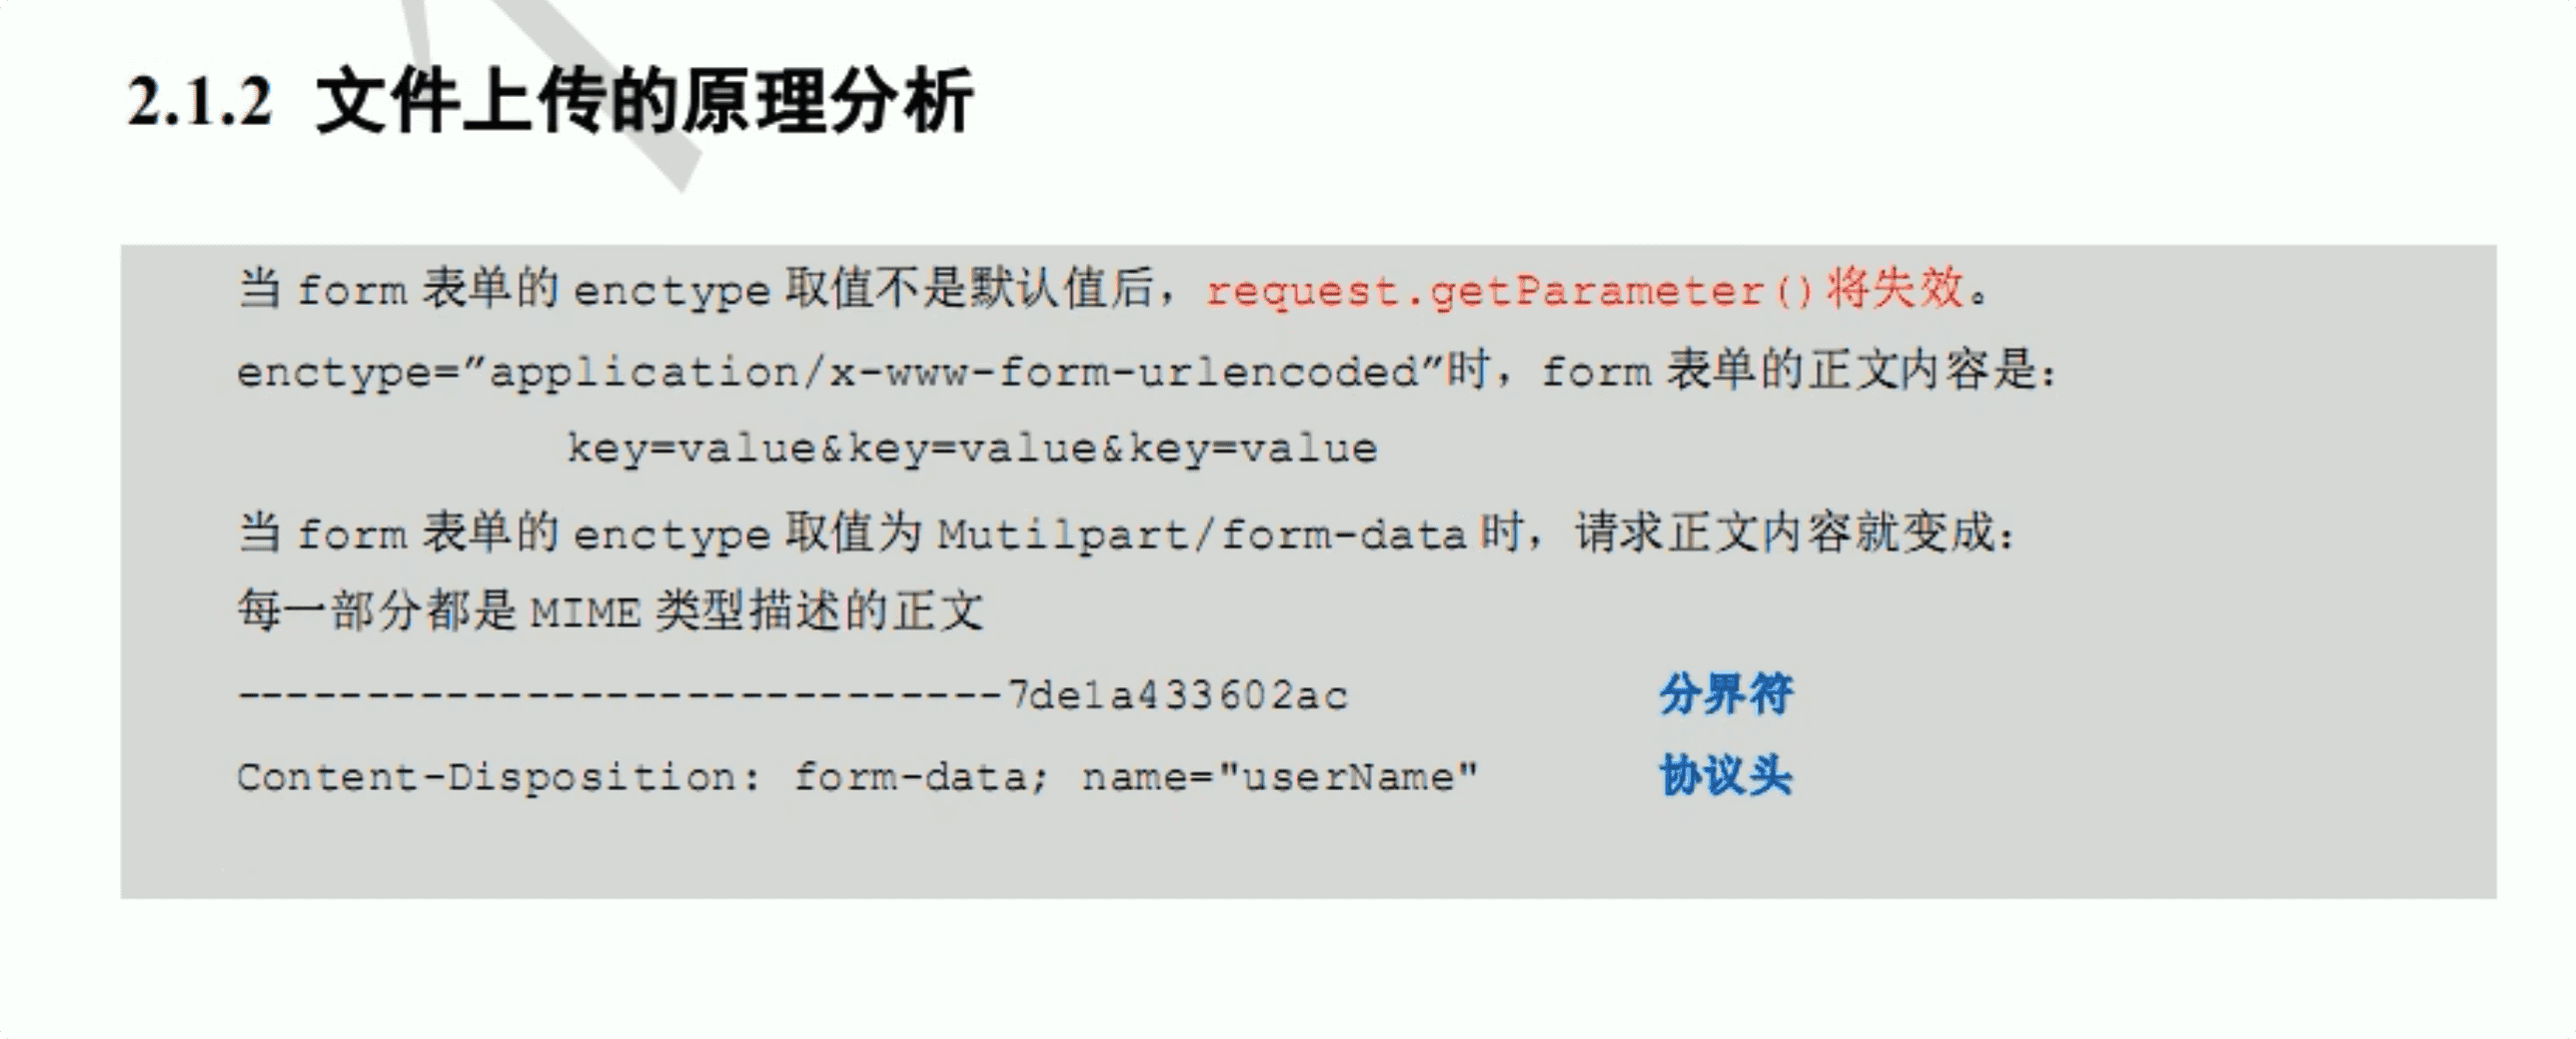 2.1.2 文件上传的原理分析
当 form 表单的 enctype 取值不是默认值后，request.getParameter()将失效。
enctype=”application/x-www-form-urlencoded”时，form 表单的正文内容是：
key=value&key=value&key=value
当 form 表单的 enctype 取值为 Mutilpart/form-data 时，请求正文内容就变成：
每一部分都是 MIME 类型描述的正文
-----------------------------7de1a433602ac 分界符
Content-Disposition: form-data; name="userName" 协议头